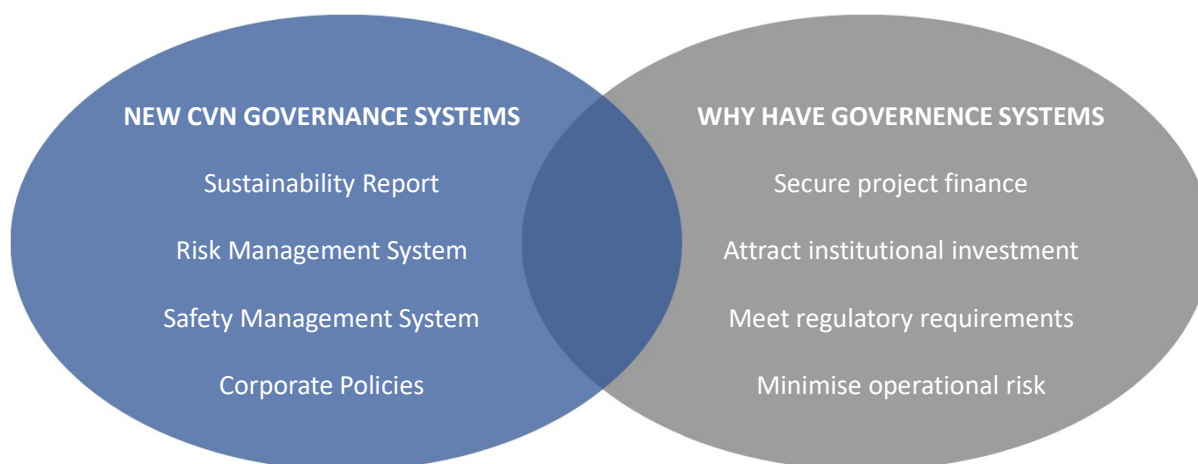 NEW CVN GOVERNANCE SYSTEMS
Sustainability Report
Risk Management System
Safety Management System
Corporate Policies
WHY HAVE GOVERNENCE SYSTEMS
Secure project finance
Attract institutional investment
Meet regulatory requirements
Minimise operational risk